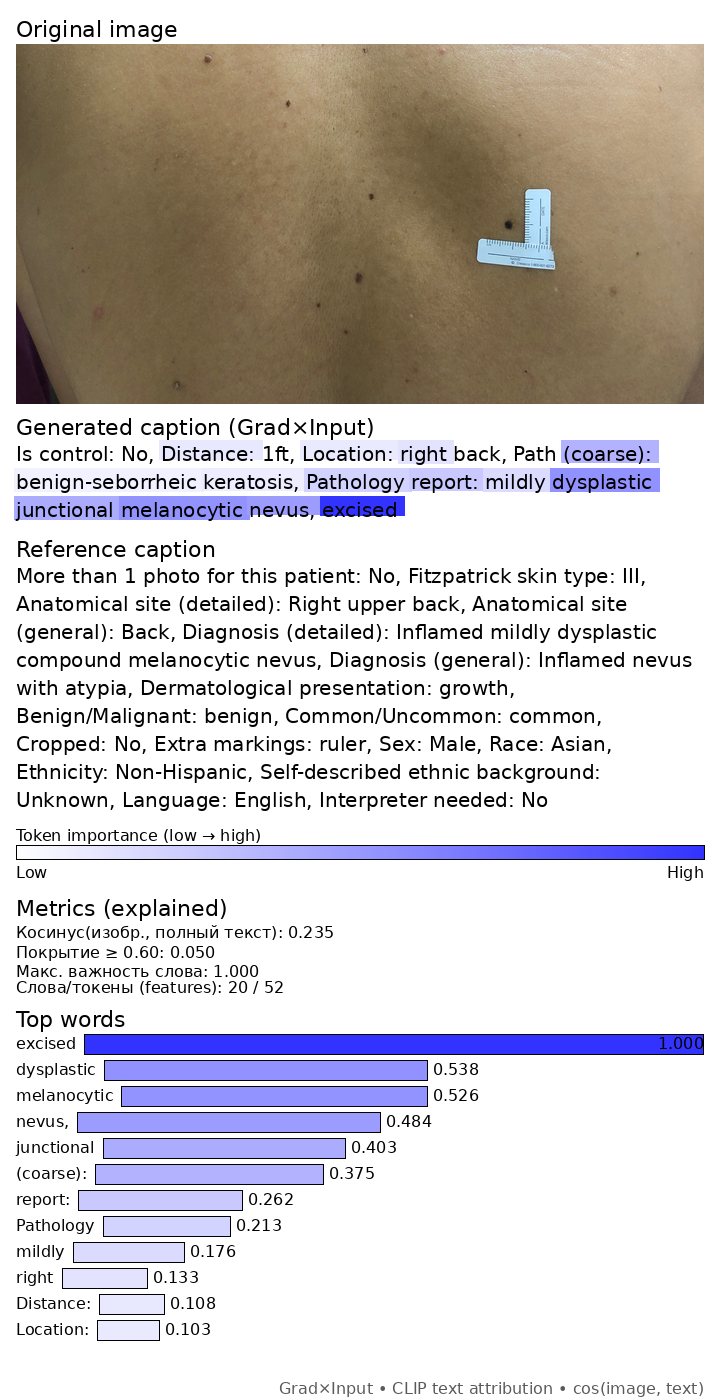 Original image
Generated caption (Grad×Input)
Is control: No, Distance: 1ft, Location: right back, Path (coarse):
benign-seborrheic keratosis, Pathology report: mildly dysplastic
junctional melanocytic nevus, excised
Reference caption
More than 1 photo for this patient: No, Fitzpatrick skin type: III,
Anatomical site (detailed): Right upper back, Anatomical site
(general): Back, Diagnosis (detailed): Inflamed mildly dysplastic
compound melanocytic nevus, Diagnosis (general): Inflamed nevus
with atypia, Dermatological presentation: growth,
Benign/Malignant: benign, Common/Uncommon: common,
Cropped: No, Extra markings: ruler, Sex: Male, Race: Asian,
Ethnicity: Non-Hispanic, Self-described ethnic background:
Unknown, Language: English, Interpreter needed: No
Token importance (low → high)
Low High
Metrics (explained)
Косинус(изобр., полный текст): 0.235
Покрытие ≥ 0.60: 0.050
Макс. важность слова: 1.000
Слова/токены (features): 20 / 52
Top words
excised 1.000
dysplastic 0.538
melanocytic 0.526
nevus, 0.484
junctional 0.403
(coarse): 0.375
report: 0.262
Pathology 0.213
mildly 0.176
right 0.133
Distance: 0.108
Location: 0.103
Grad×Input • CLIP text attribution • cos(image, text)